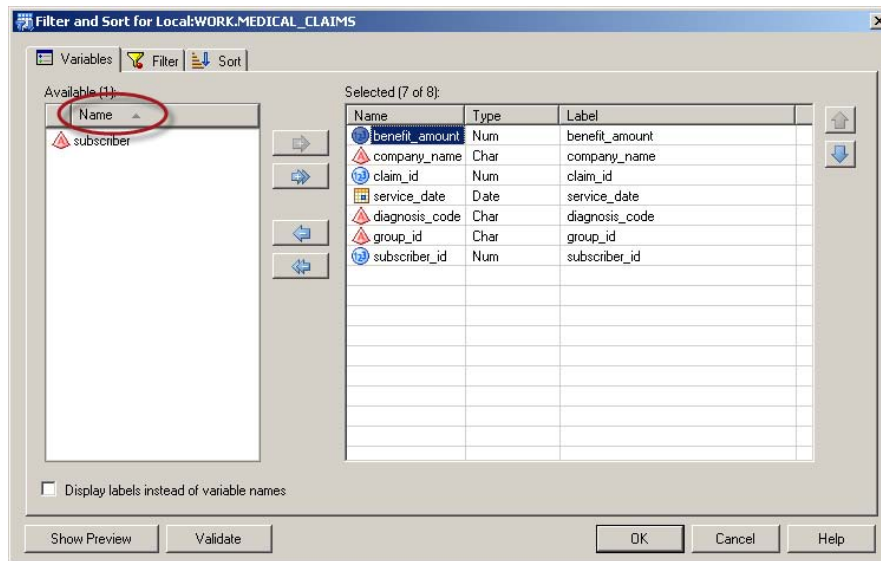 Filter and Sort for Local:WORK.MEDICAL_CLAIMS
Variables Filter Sort
Available (1): Selected (7 of 8):
Name Name Type Label
subscriber benefit_amount Num benefit_amount
company_name Char company_name
claim_id Num claim_id
service_date Date service_date
diagnosis_code Char diagnosis_code
group_id Char group_id
subscriber_id Num subscriber_id
Display labels instead of variable names
Show Preview Validate OK Cancel Help